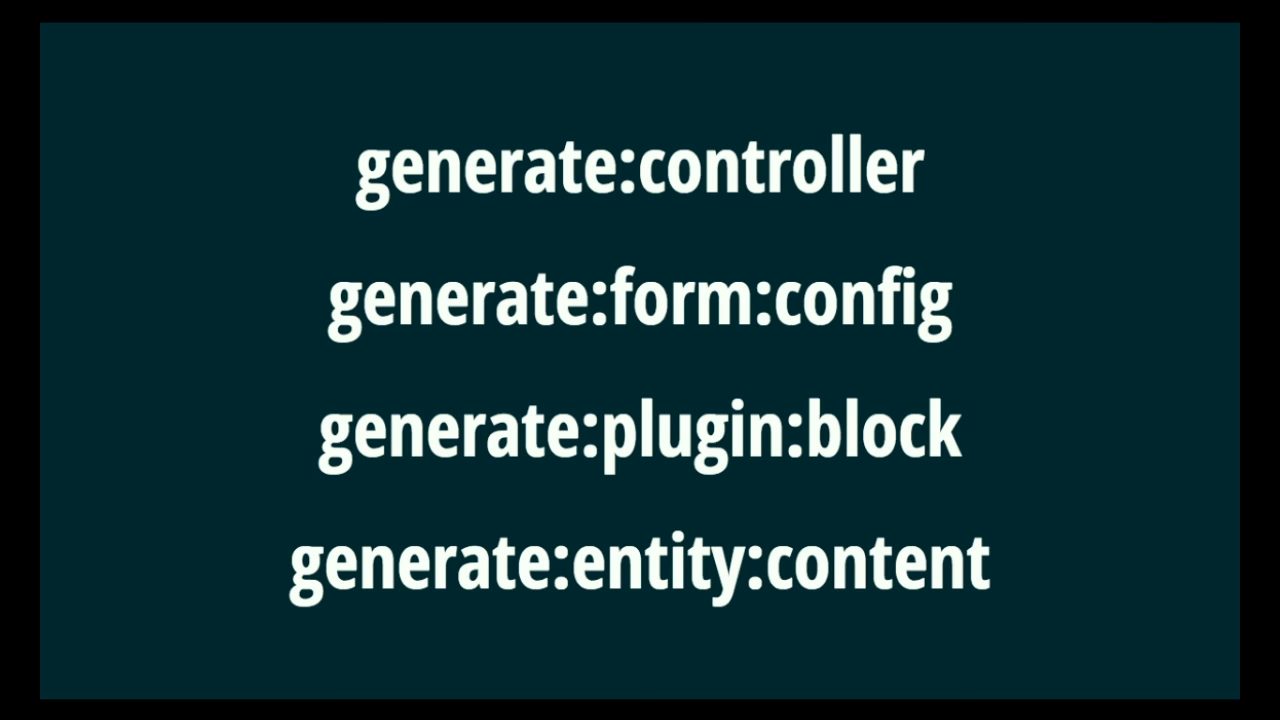 generate:controller
generate:form:config
generate:plugin:block
generate:entity:content